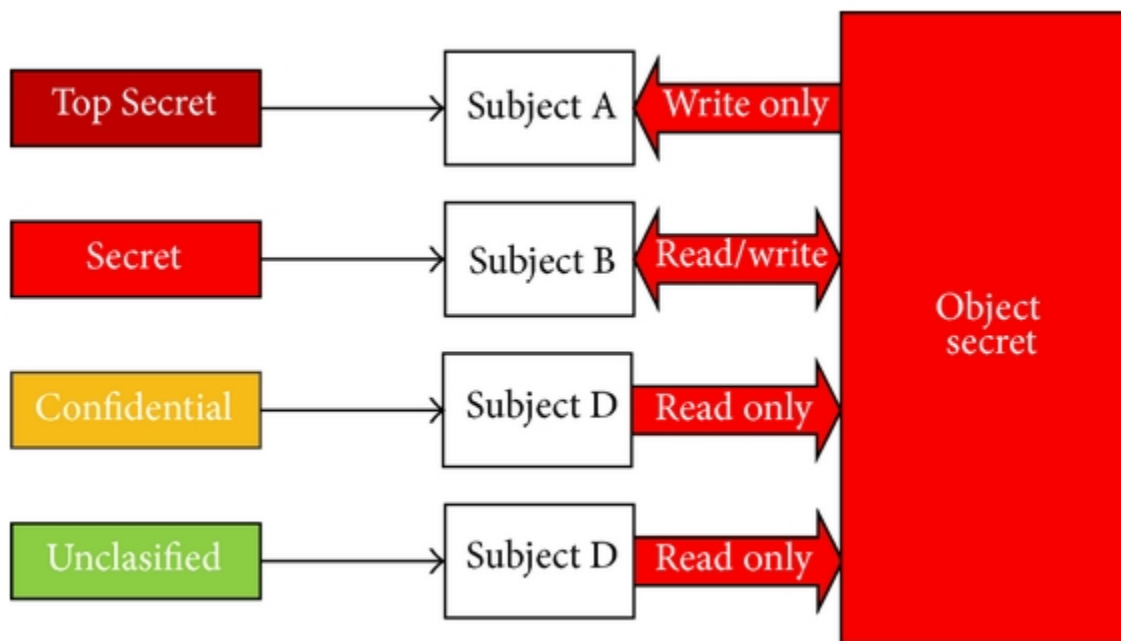 Top Secret
Subject A
Write only
Secret
Subject B
Read/write
Object
secret
Confidential
Subject D
Read only
Unclasified
Subject D
Read only